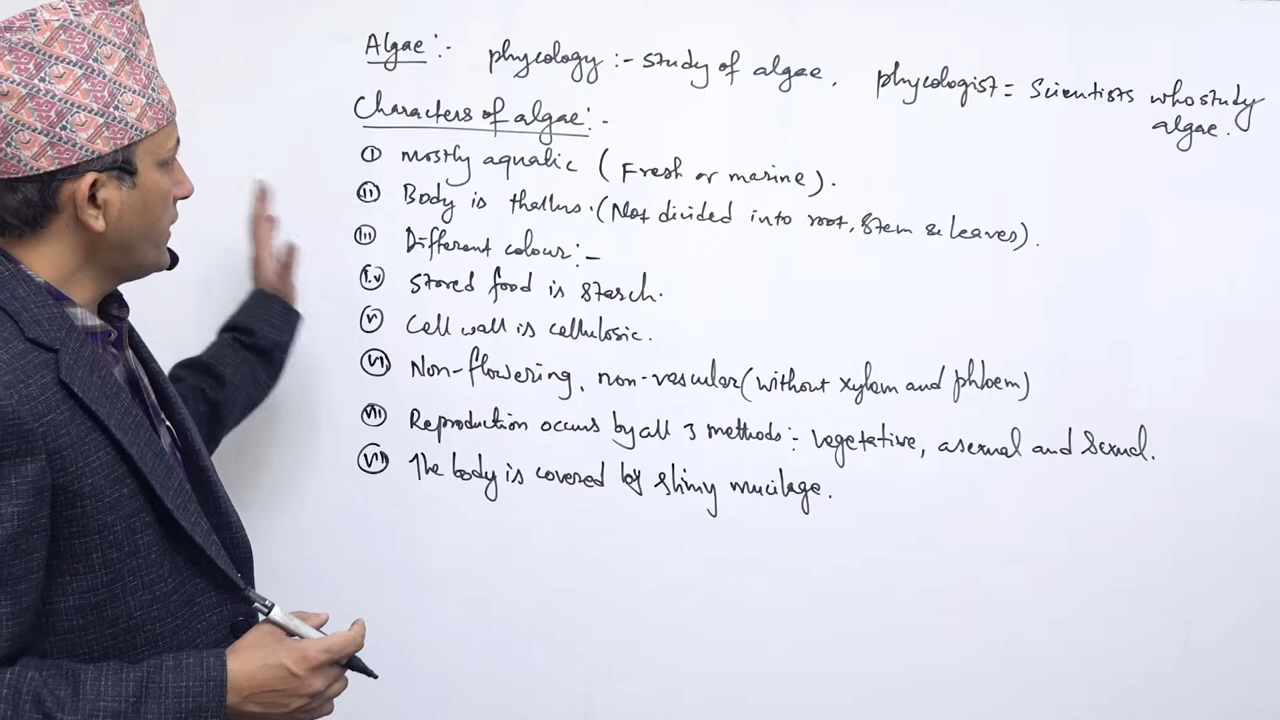 Algae :- phycology :- study of algae. phycologist = Scientists who study
algae.
Characters of algae :-
(i) mostly aquatic (Fresh or marine).
(ii) Body is thallus. (Not divided into root, stem & leaves).
(iii) Different colour :-
(iv) Stored food is starch.
(v) Cell wall is cellulosic.
(vi) Non-flowering, non-vascular (without xylem and phloem)
(vii) Reproduction occurs by all 3 methods :- vegetative, asexual and sexual.
(vi) The body is covered by slimy mucilage.